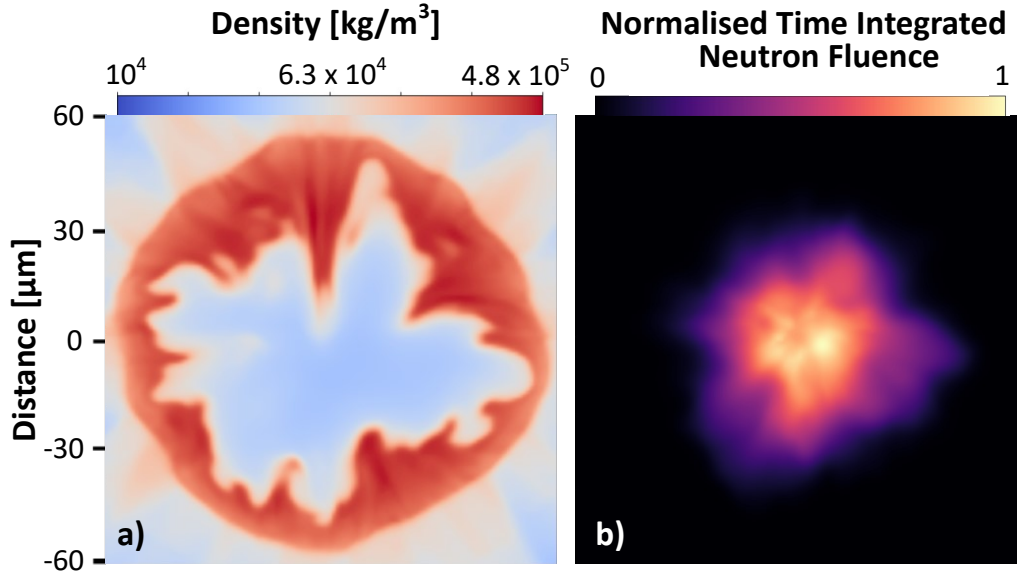 Density [kg/m³]
10⁴ 6.3 x 10⁴ 4.8 x 10⁵
Normalised Time Integrated
Neutron Fluence
0 1
Distance [μm]
60
30
0
-30
-60
a)
b)